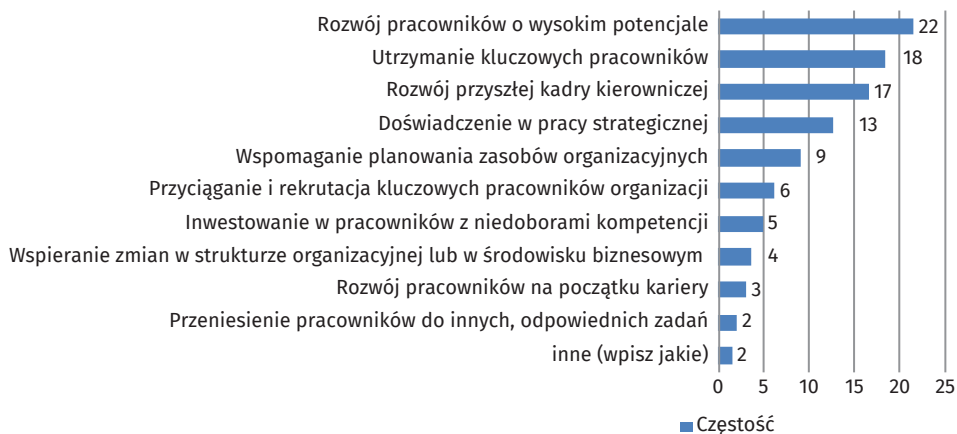 Rozwój pracowników o wysokim potencjale 22
Utrzymanie kluczowych pracowników 18
Rozwój przyszłej kadry kierowniczej 17
Doświadczenie w pracy strategicznej 13
Wspomaganie planowania zasobów organizacyjnych 9
Przyciąganie i rekrutacja kluczowych pracowników organizacji 6
Inwestowanie w pracowników z niedoborami kompetencji 5
Wspieranie zmian w strukturze organizacyjnej lub w środowisku biznesowym 4
Rozwój pracowników na początku kariery 3
Przeniesienie pracowników do innych, odpowiednich zadań 2
inne (wpisz jakie) 2
0 5 10 15 20 25
Częstość